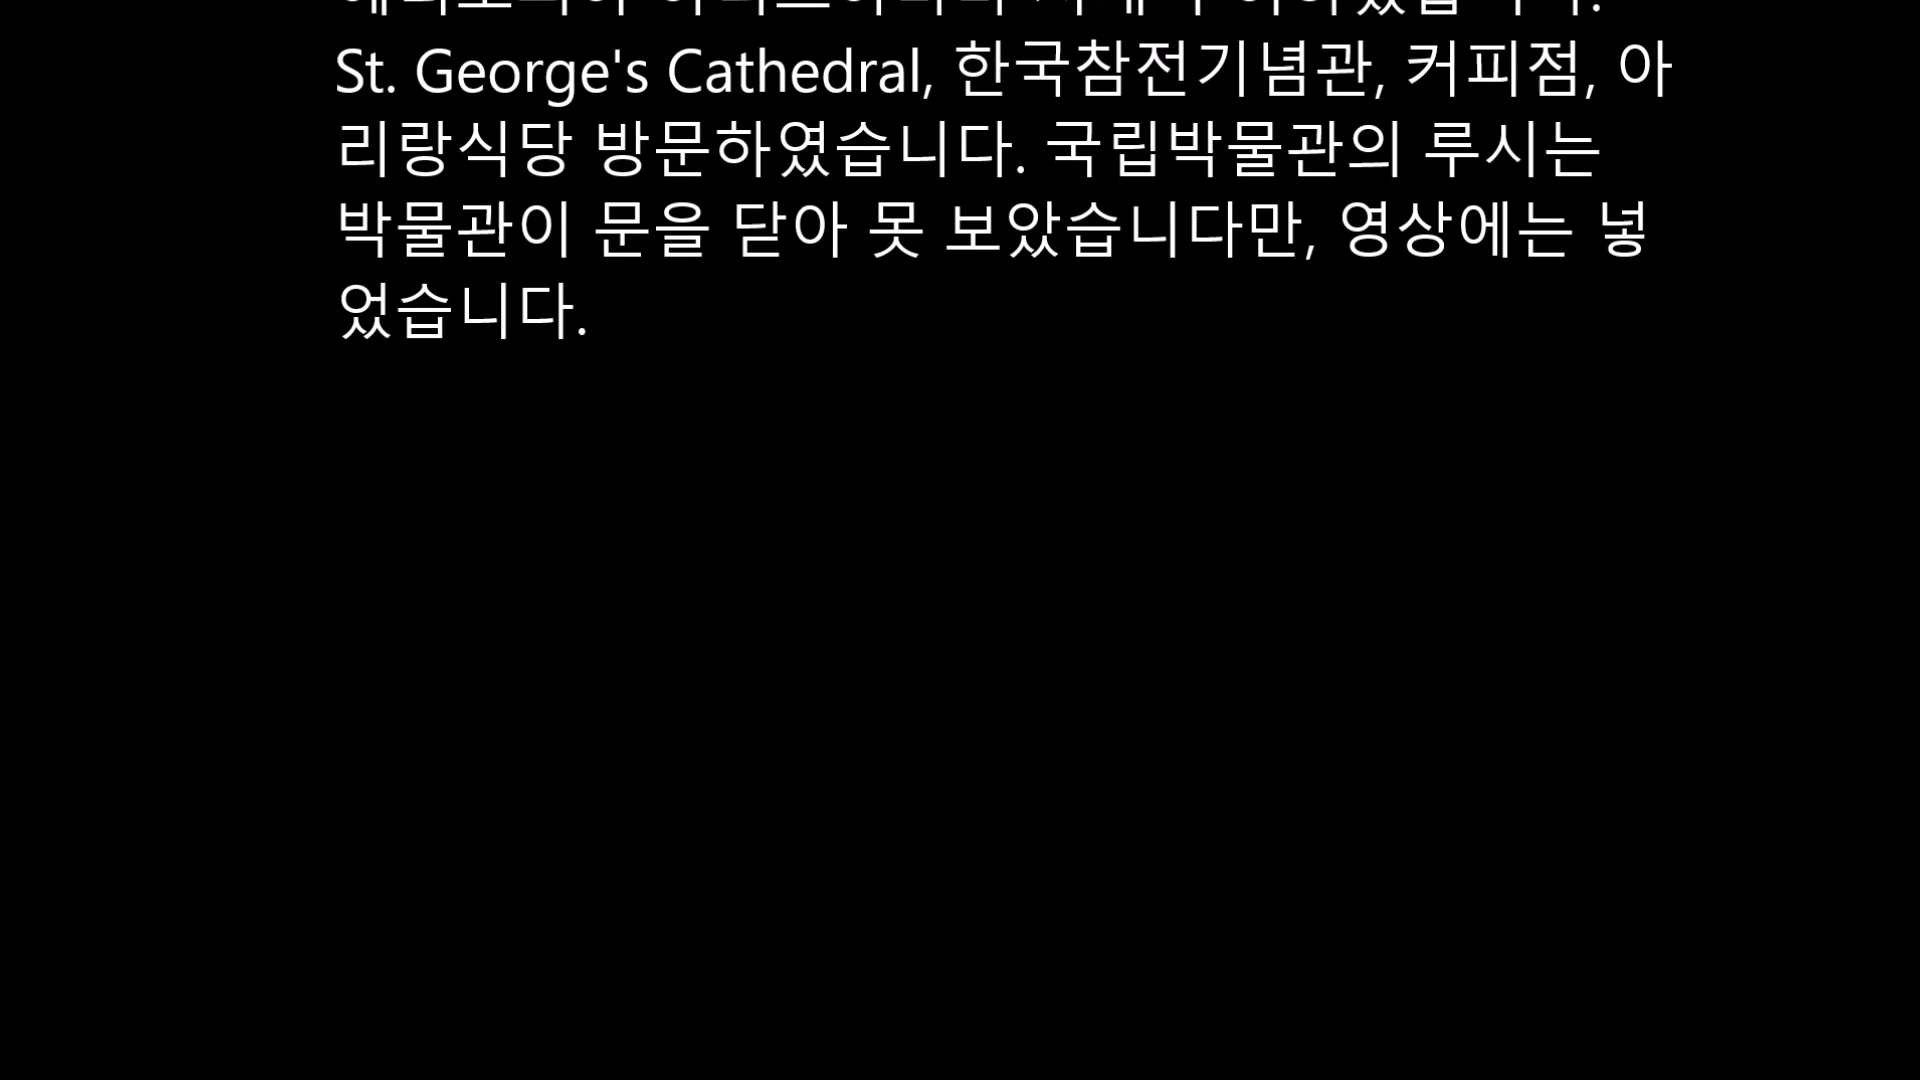 St. George's Cathedral, 한국참전기념관, 커피점, 아
리랑식당 방문하였습니다. 국립박물관의 루시는
박물관이 문을 닫아 못 보았습니다만, 영상에는 넣
었습니다.